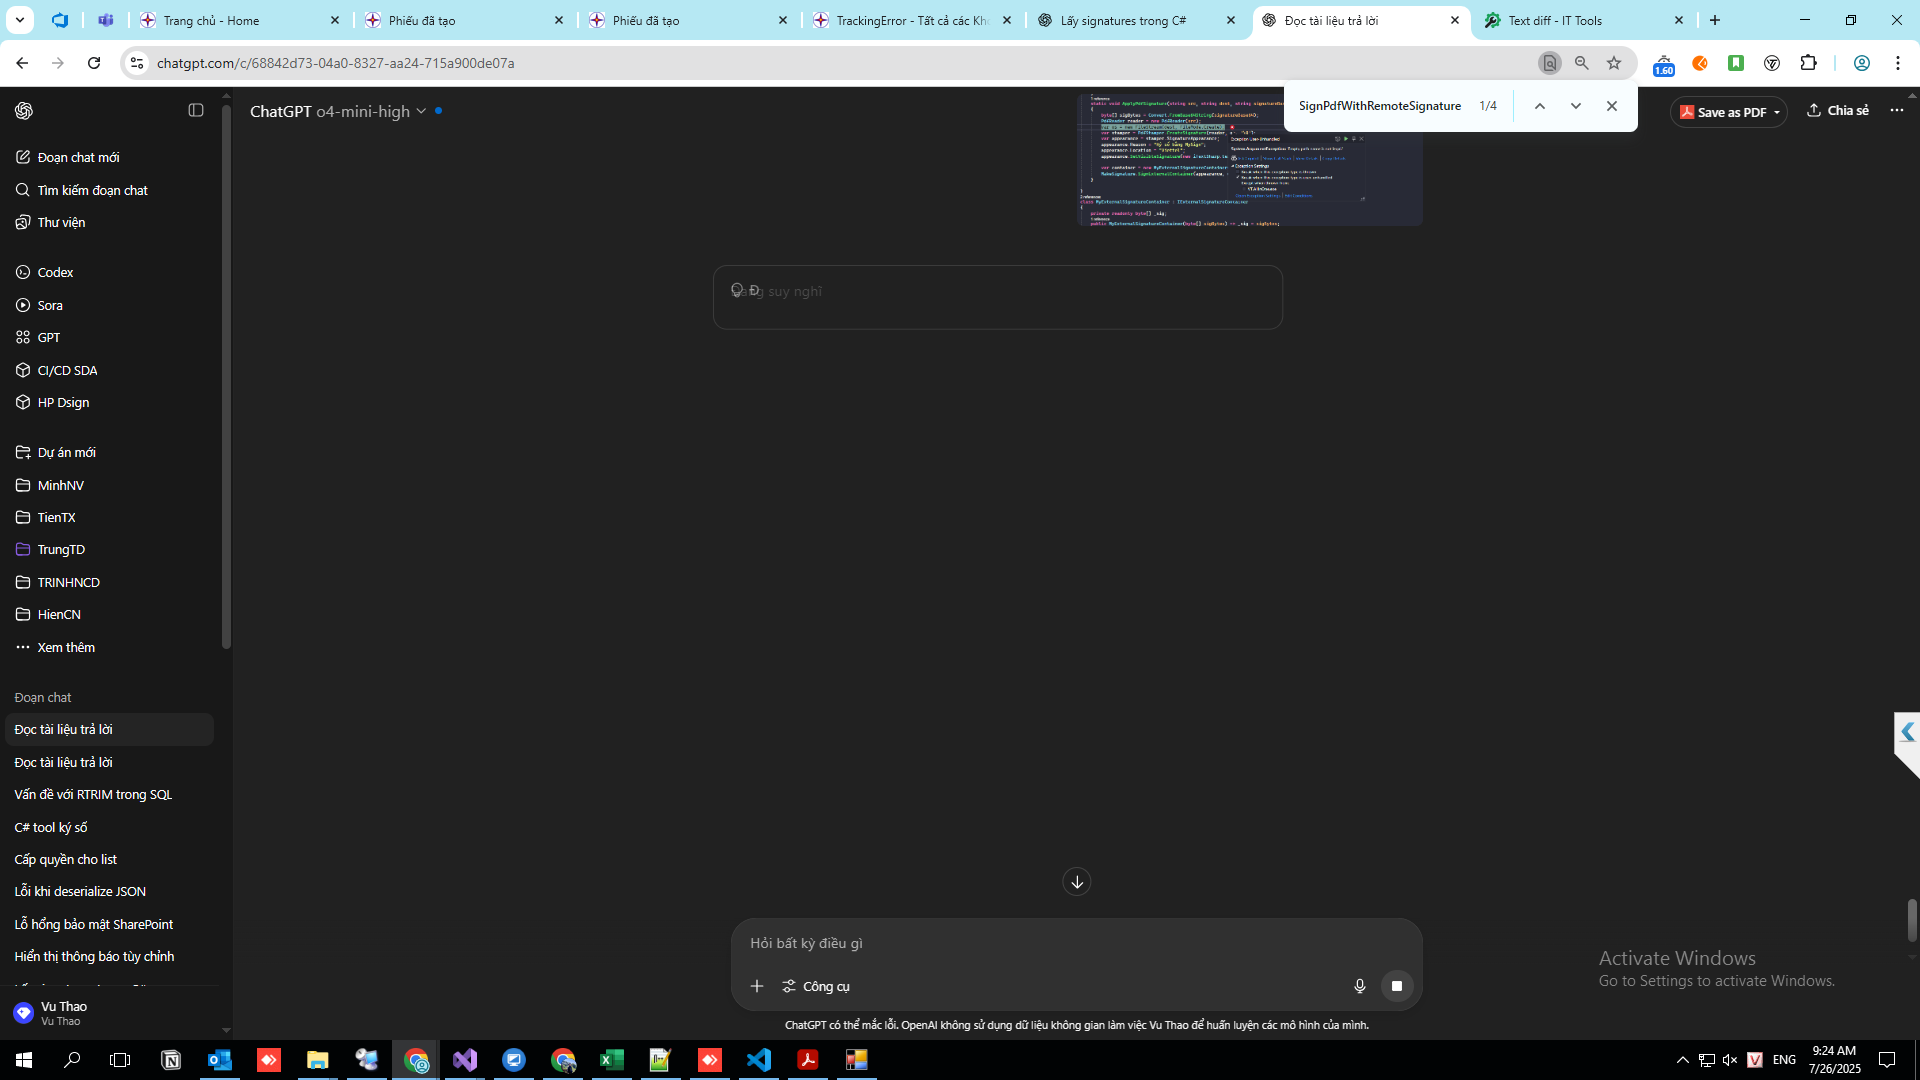 Trang chủ - Home
Phiếu đã tạo
Phiếu đã tạo
TrackingError - Tất cả các Kho
Lấy signatures trong C#
Đọc tài liệu trả lời
Text diff - IT Tools
chatgpt.com/c/68842d73-04a0-8327-aa24-715a900de07a
1.60
SignPdfWithRemoteSignature
1/4
ChatGPT o4-mini-high
Save as PDF
Chia sẻ
Đoạn chat mới
Tìm kiếm đoạn chat
Thư viện
Codex
Sora
GPT
CI/CD SDA
HP Dsign
Dự án mới
MinhNV
TienTX
TrungTD
TRINHNCD
HienCN
Xem thêm
Đoạn chat
Đọc tài liệu trả lời
Đọc tài liệu trả lời
Vấn đề với RTRIM trong SQL
C# tool ký số
Cấp quyền cho list
Lỗi khi deserialize JSON
Lỗ hổng bảo mật SharePoint
Hiển thị thông báo tùy chỉnh
Vu Thao
Vu Thao
Đang suy nghĩ
Hỏi bất kỳ điều gì
Công cụ
ChatGPT có thể mắc lỗi. OpenAI không sử dụng dữ liệu không gian làm việc Vu Thao để huấn luyện các mô hình của mình.
Activate Windows
Go to Settings to activate Windows.
ENG
9:24 AM
7/26/2025